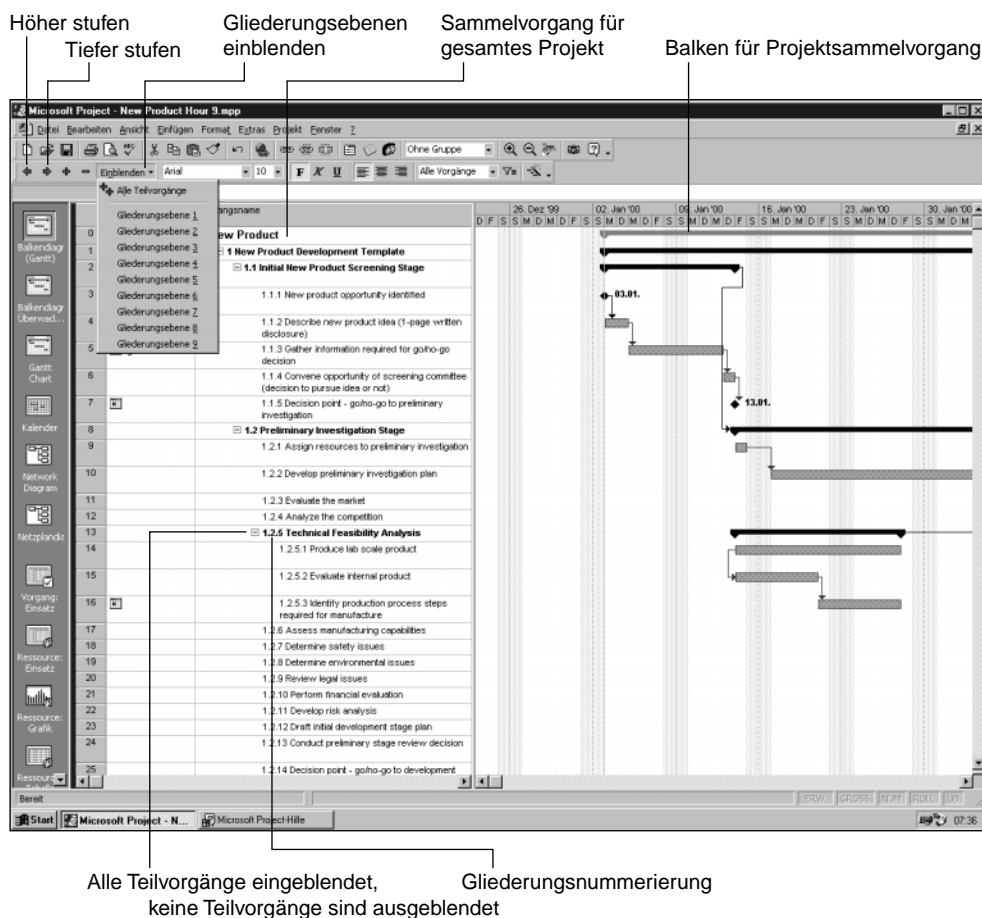 Höher stufen
Tiefer stufen
Gliederungsebenen
einblenden
Sammelvorgang für
gesamtes Projekt
Balken für Projektsammelvorgang
Microsoft Project - New Product Hour 9.mpp
Datei Bearbeiten Ansicht Einfügen Format Extras Projekt Fenster ?
Ohne Gruppe
Einblenden Arial 10 F K U Alle Vorgänge
Alle Teilvorgänge
Gliederungsebene 1
Gliederungsebene 2
Gliederungsebene 3
Gliederungsebene 4
Gliederungsebene 5
Gliederungsebene 6
Gliederungsebene 7
Gliederungsebene 8
Gliederungsebene 9
angsname
26. Dez '99 02. Jan '00 09. Jan '00 16. Jan '00 23. Jan '00 30. Jan '00
D F S S M D M D F S S M D M D F S S M D M D F S S M D M D F S S M D M D F S S M D M
0 ew Product
1 1 New Product Development Template
2 1.1 Initial New Product Screening Stage
3 1.1.1 New product opportunity identified
03.01.
4 1.1.2 Describe new product idea (1-page written
disclosure)
5 1.1.3 Gather information required for go/no-go
decision
6 1.1.4 Convene opportunity of screening committee
(decision to pursue idea or not)
7 1.1.5 Decision point - go/no-go to preliminary
investigation
13.01.
8 1.2 Preliminary Investigation Stage
9 1.2.1 Assign resources to preliminary investigation
10 1.2.2 Develop preliminary investigation plan
11 1.2.3 Evaluate the market
12 1.2.4 Analyze the competition
13 1.2.5 Technical Feasibility Analysis
14 1.2.5.1 Produce lab scale product
15 1.2.5.2 Evaluate internal product
16 1.2.5.3 Identify production process steps
required for manufacture
17 1.2.6 Assess manufacturing capabilities
18 1.2.7 Determine safety issues
19 1.2.8 Determine environmental issues
20 1.2.9 Review legal issues
21 1.2.10 Perform financial evaluation
22 1.2.11 Develop risk analysis
23 1.2.12 Draft initial development stage plan
24 1.2.13 Conduct preliminary stage review decision
25 1.2.14 Decision point - go/no-go to development
Balkendiagr
(Gantt)
Balkendiagr
Überwad...
Gantt
Chart
Kalender
Network
Diagram
Netzplandia
Vorgang:
Einsatz
Ressource:
Einsatz
Ressource:
Grafik
Ressourc
Bereit
ERW GROSS NUM ROLL ÜB
Start Microsoft Project - N... Microsoft Project-Hilfe 07:36
Alle Teilvorgänge eingeblendet,
keine Teilvorgänge sind ausgeblendet
Gliederungsnummerierung